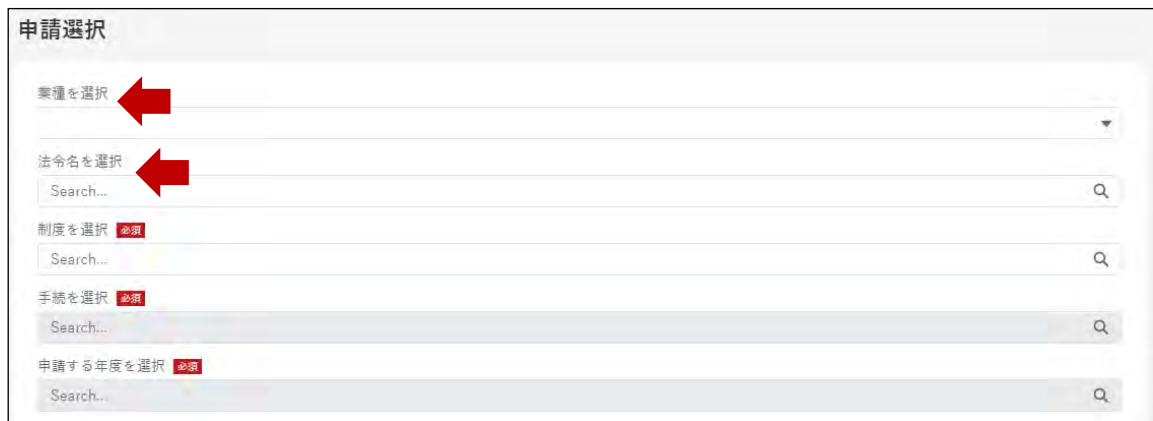 申請選択
業種を選択
法令名を選択
Search...
制度を選択 必須
Search...
手続を選択 必須
Search...
申請する年度を選択 必須
Search...